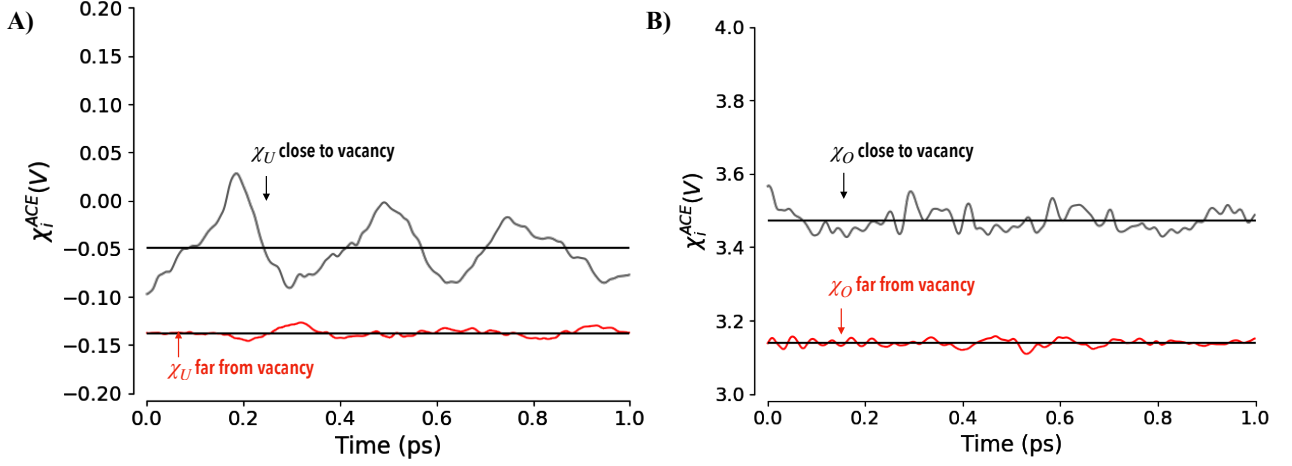 A)
0.20
0.15
0.10
0.05
0.00
−0.05
−0.10
−0.15
−0.20
χ_i^{ACE}(V)
χ_U close to vacancy
χ_U far from vacancy
0.0 0.2 0.4 0.6 0.8 1.0
Time (ps)
B)
4.0
3.8
3.6
3.4
3.2
3.0
χ_i^{ACE}(V)
χ_O close to vacancy
χ_O far from vacancy
0.0 0.2 0.4 0.6 0.8 1.0
Time (ps)